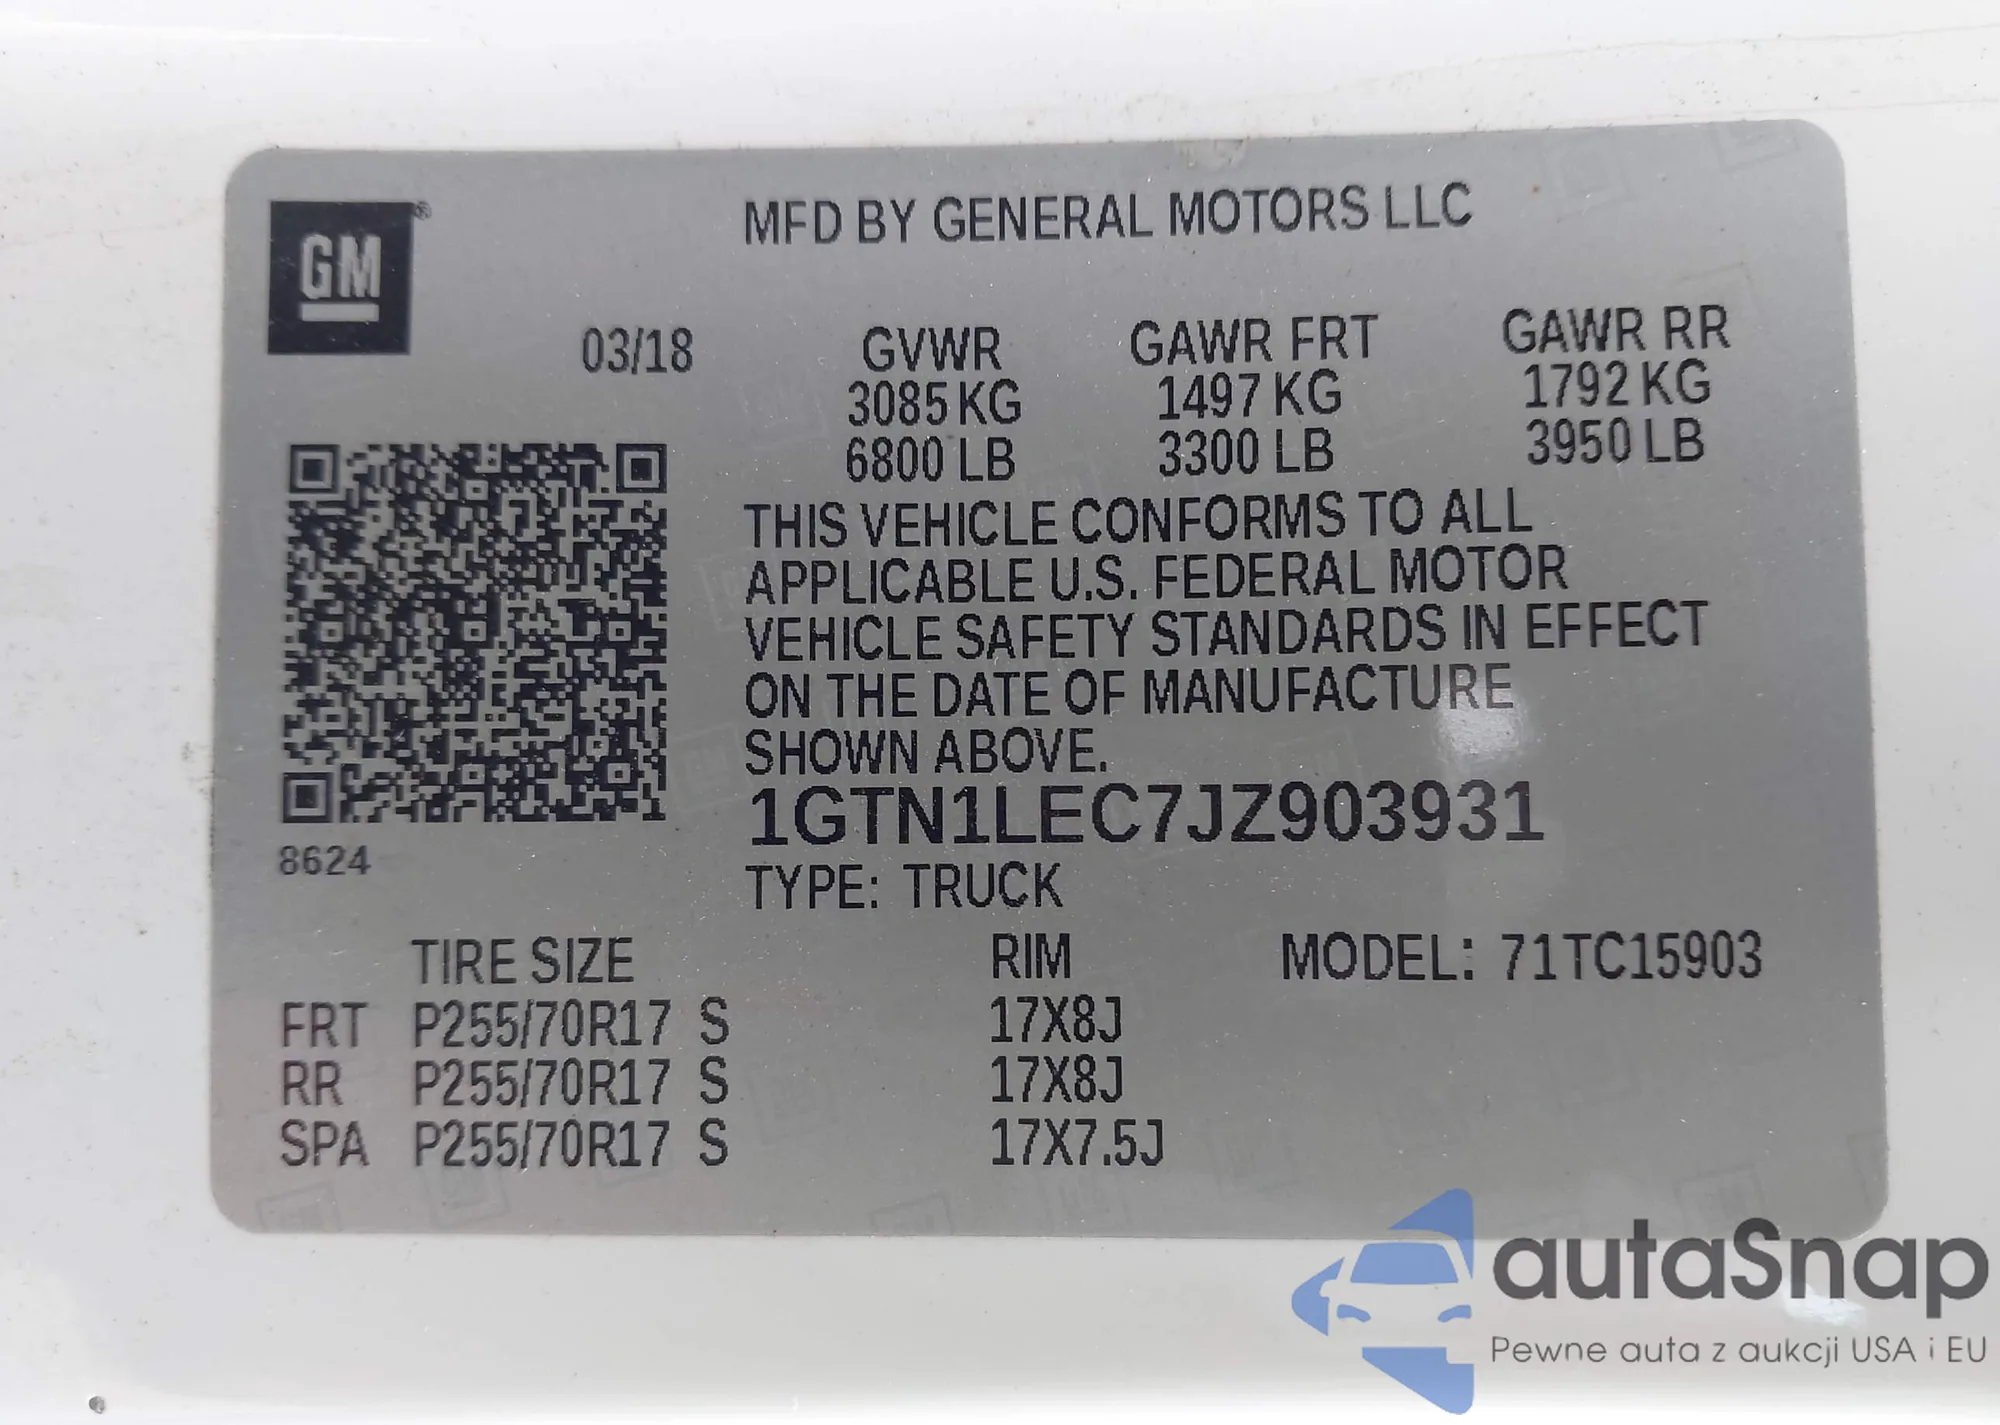 GM®
MFD BY GENERAL MOTORS LLC
03/18 GVWR GAWR FRT GAWR RR
3085 KG 1497 KG 1792 KG
6800 LB 3300 LB 3950 LB
THIS VEHICLE CONFORMS TO ALL
APPLICABLE U.S. FEDERAL MOTOR
VEHICLE SAFETY STANDARDS IN EFFECT
ON THE DATE OF MANUFACTURE
SHOWN ABOVE.
1GTN1LEC7JZ903931
8624
TYPE: TRUCK
TIRE SIZE RIM MODEL: 71TC15903
FRT P255/70R17 S 17X8J
RR P255/70R17 S 17X8J
SPA P255/70R17 S 17X7.5J
autaSnap
Pewne auta z aukcji USA i EU